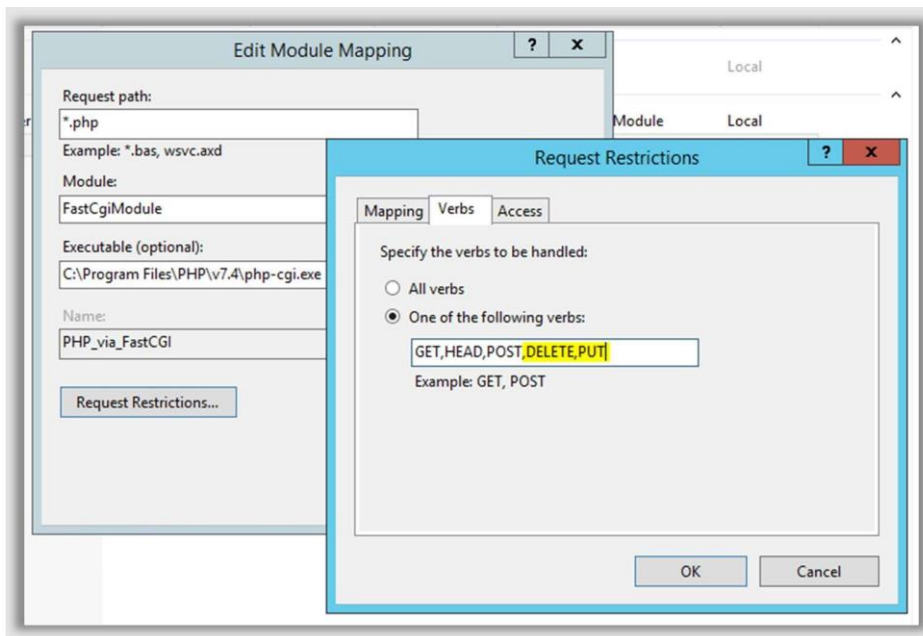 Edit Module Mapping
?
x
Local
Request path:
*.php
Module
Local
Example: *.bas, wsvc.axd
Module:
FastCgiModule
Executable (optional):
C:\Program Files\PHP\v7.4\php-cgi.exe
Name:
PHP_via_FastCGI
Request Restrictions...
Request Restrictions
?
x
Mapping
Verbs
Access
Specify the verbs to be handled:
All verbs
One of the following verbs:
GET,HEAD,POST,DELETE,PUT
Example: GET, POST
OK
Cancel